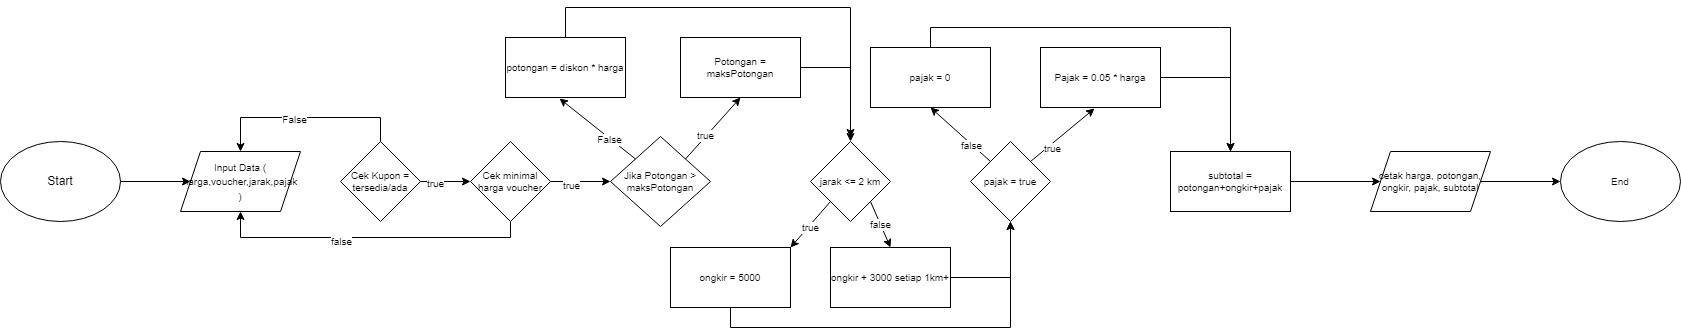 Start
Input Data (
harga,voucher,jarak,pajak
)
False
false
Cek Kupon =
tersedia/ada
true
Cek minimal
harga voucher
true
Jika Potongan >
maksPotongan
False
true
potongan = diskon * harga
Potongan =
maksPotongan
jarak <= 2 km
true
false
ongkir = 5000
ongkir + 3000 setiap 1km+
pajak = true
false
true
pajak = 0
Pajak = 0.05 * harga
subtotal =
potongan+ongkir+pajak
cetak harga, potongan,
ongkir, pajak, subtotal
End